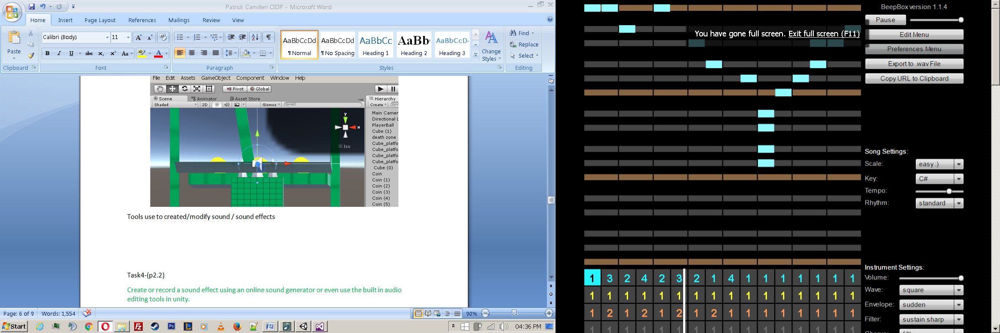 Patrick Camilleri CIDP - Microsoft Word
Home Insert Page Layout References Mailings Review View
Paste
Calibri (Body) 11
B I U abc x₂ x² Aa
AaBbCcDd AaBbCcDd AaBbCc AaBb AaBbCcD
¶ Normal ¶ No Spacing Heading 1 Heading 2 Heading 3
Change Styles
Find
Replace
Select
Clipboard Font Paragraph Styles Editing
File Edit Assets GameObject Component Window Help
Pivot Global
Scene Animator Asset Store
Shaded 2D Gizmos All
Hierarchy
Create
y
x
Iso
Main Camer
Directional L
PlayerBall
Cube (1)
death zone
Cube_platfo
Cube_platfo
Cube_platfo
Cube_platfo
Cube (0)
Coin
Coin (1)
Coin (2)
Coin (3)
Coin (4)
Coin (5)
Tools use to created/modify sound / sound effects
Task4-(p2.2)
Create or record a sound effect using an online sound generator or even use the built in audio
editing tools in unity.
Page: 6 of 9 Words: 1,554 90%
Start 04:36 PM
BeepBox version 1.1.4
Pause
You have gone full screen. Exit full screen (F11)
Edit Menu
Preferences Menu
Export to .wav File
Copy URL to Clipboard
Song Settings:
Scale: easy :)
Key: C#
Tempo:
Rhythm: standard
Instrument Settings:
Volume:
Wave: square
Envelope: sudden
Filter: sustain sharp
1 3 2 4 2 3 2 1 4 1 1 1 1 1 1 1
1 1 1 1 1 1 1 1 1 1 1 1 1 1 1 1
1 2 1 2 1 2 1 2 1 1 1 1 1 1 1 1
1 1 1 1 1 1 1 1 1 1 1 1 1 1 1 1